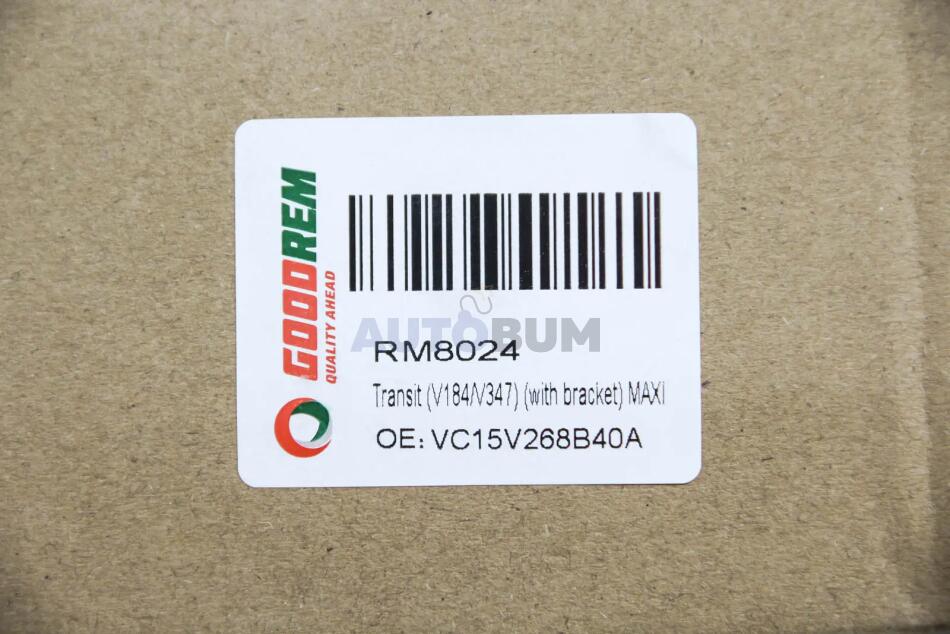 GOODREM
QUALITY AHEAD
AUTOBUM
RM8024
Transit (V184/V347) (with bracket) MAXI
OE: VC15V268B40A